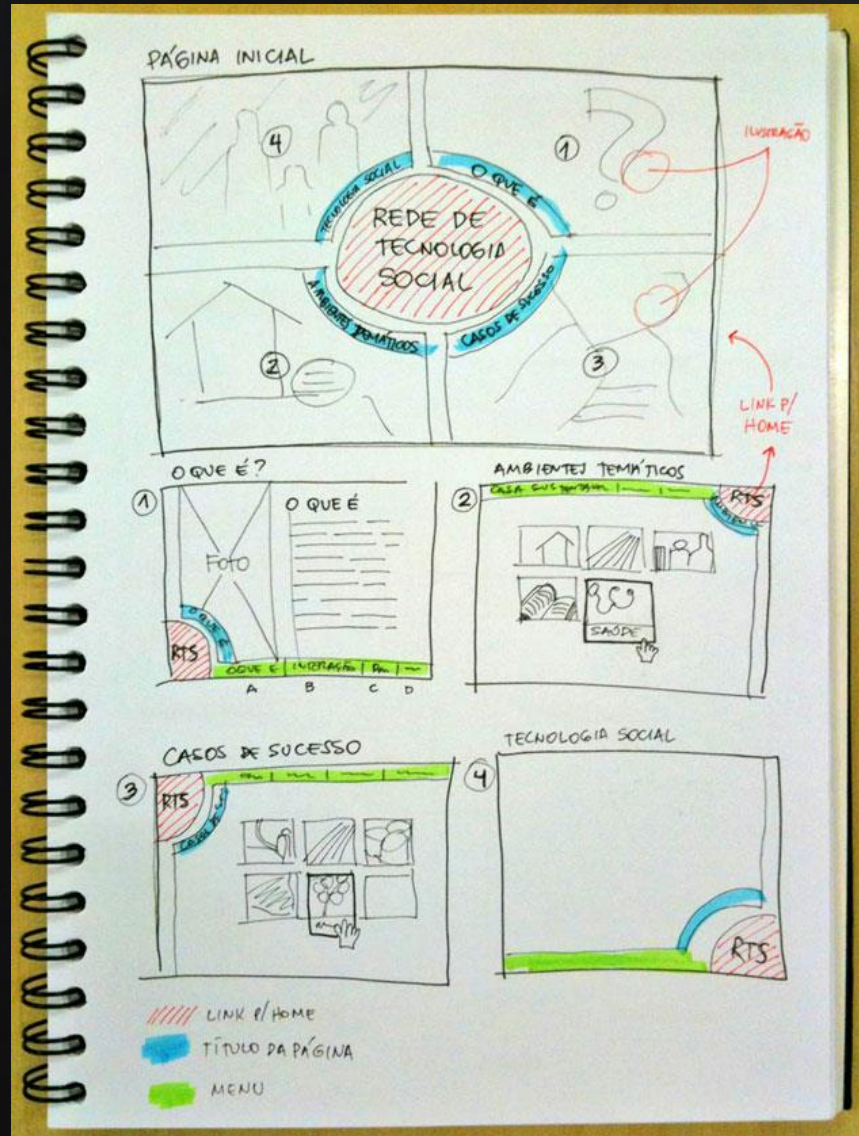 PÁGINA INICIAL
4
TECNOLOGIA SOCIAL
O QUE É
1
ILUSTRAÇÃO
REDE DE
TECNOLOGIA
SOCIAL
AMBIENTES TEMÁTICOS
CASOS DE SUCESSO
2
3
LINK P/
HOME
O QUE É?
1
FOTO
O QUE É
O QUE É
RTS
O QUE É
A B C D
AMBIENTES TEMÁTICOS
2
CASA SUSTENTÁVEL
RTS
SAÚDE
CASOS DE SUCESSO
3
RTS
CASOS DE
TECNOLOGIA SOCIAL
4
RTS
LINK P/ HOME
TÍTULO DA PÁGINA
MENU